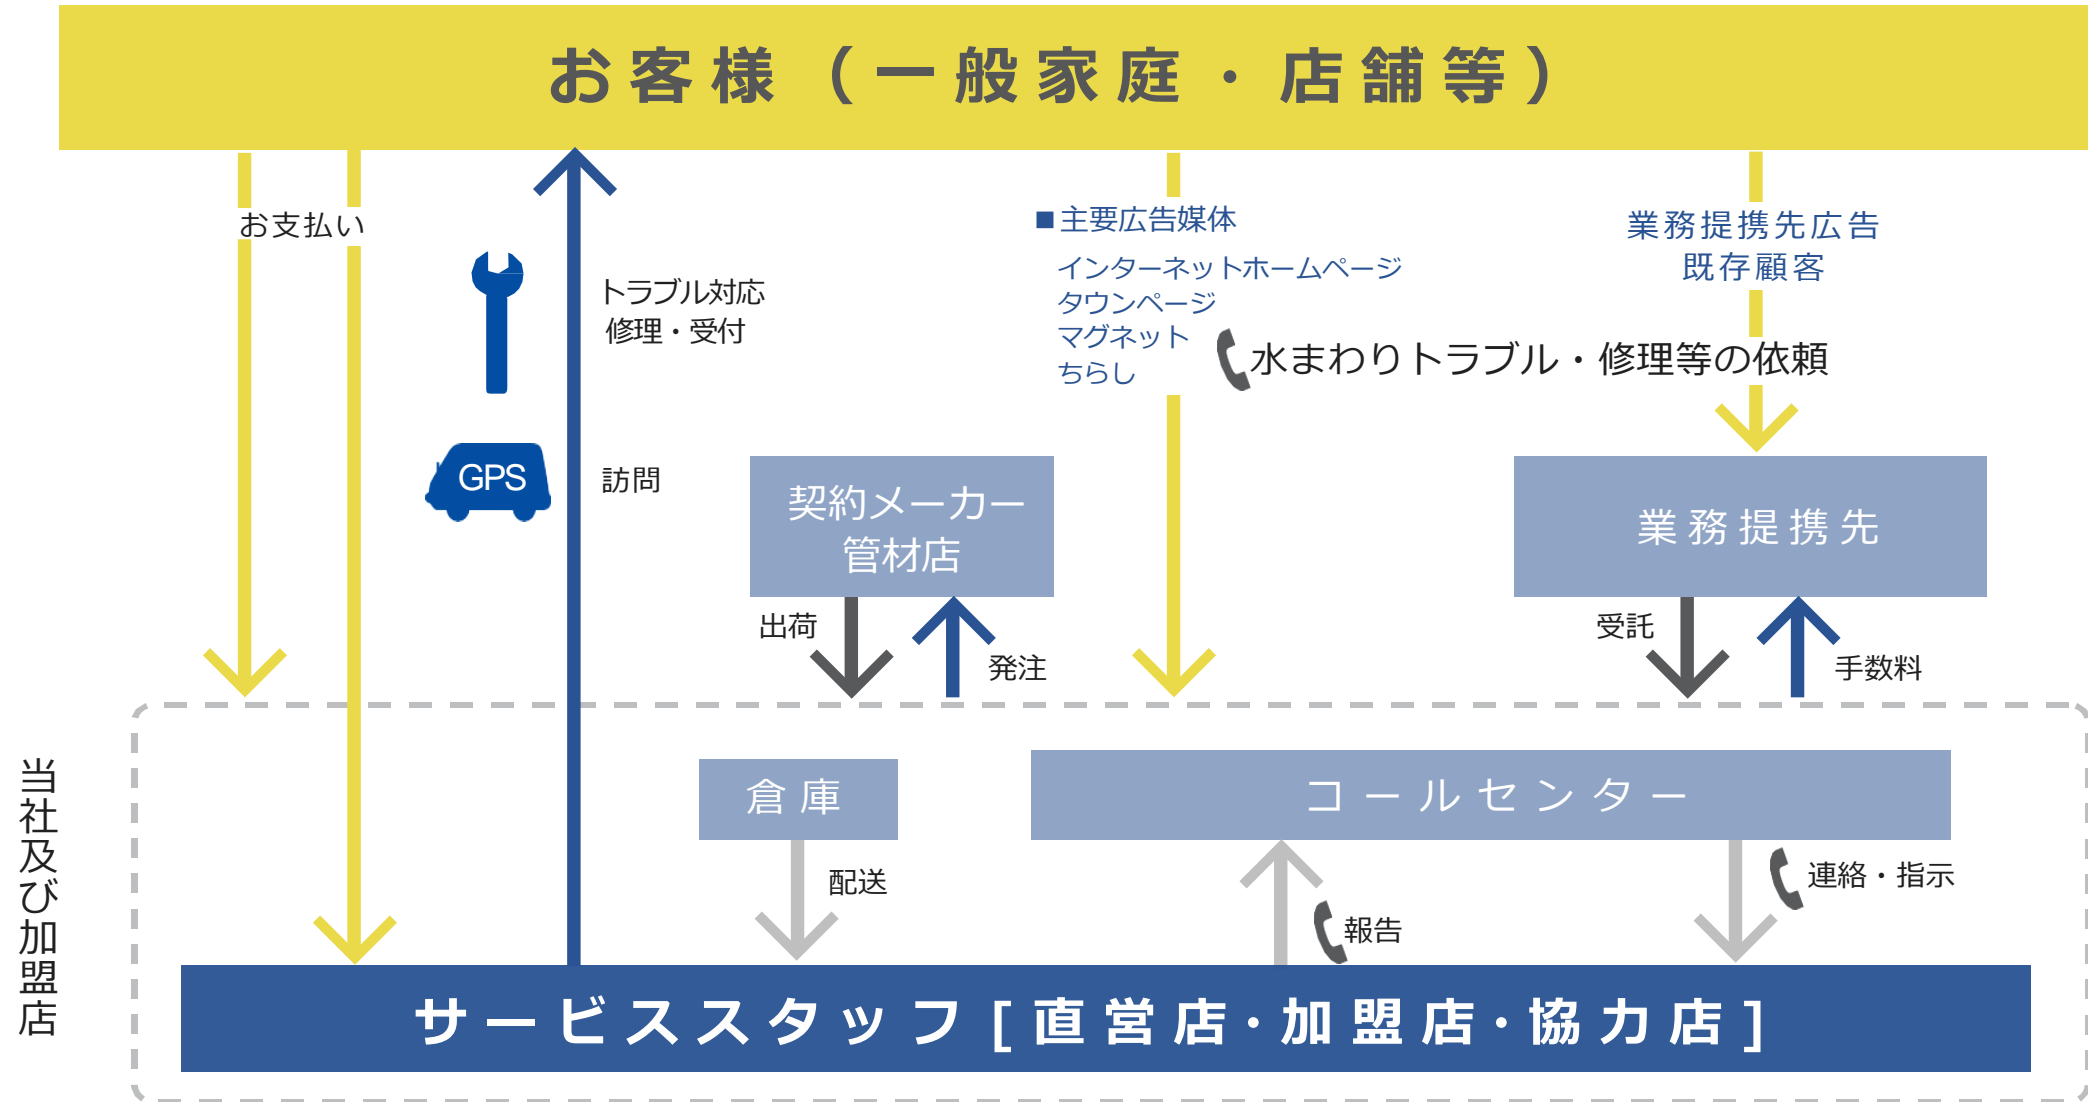 お客様（一般家庭・店舗等）
お支払い
トラブル対応
修理・受付
GPS
訪問
■主要広告媒体
インターネットホームページ
タウンページ
マグネット
ちらし
業務提携先広告
既存顧客
水まわりトラブル・修理等の依頼
契約メーカー
管材店
業務提携先
出荷
発注
受託
手数料
当社及び加盟店
倉庫
コールセンター
配送
報告
連絡・指示
サービススタッフ[直営店･加盟店･協力店]